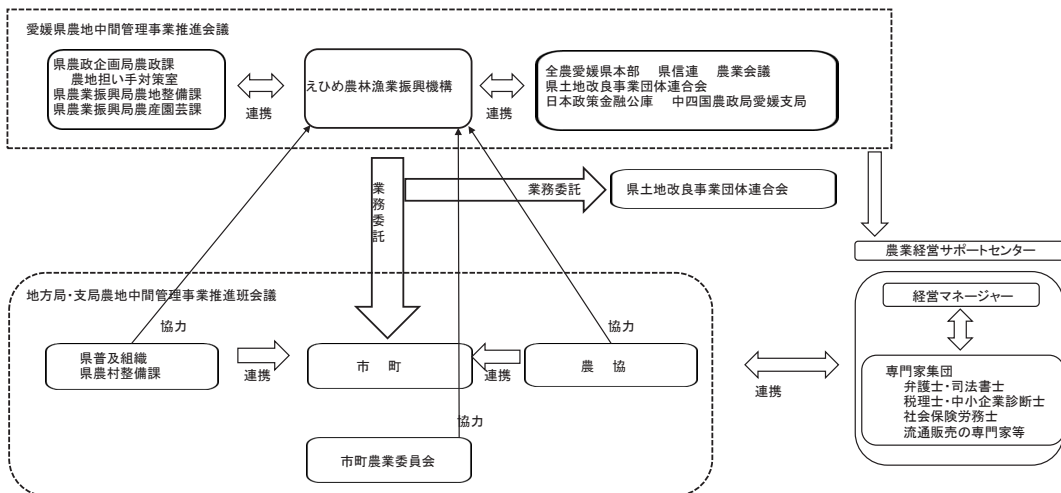 愛媛県農地中間管理事業推進会議
県農政企画局農政課
農地担い手対策室
県農業振興局農地整備課
県農業振興局農産園芸課
連携
えひめ農林漁業振興機構
連携
全農愛媛県本部 県信連 農業会議
県土地改良事業団体連合会
日本政策金融公庫 中四国農政局愛媛支局
業務委託
業務委託
県土地改良事業団体連合会
農業経営サポートセンター
経営マネージャー
専門家集団
弁護士・司法書士
税理士・中小企業診断士
社会保険労務士
流通販売の専門家等
連携
地方局・支局農地中間管理事業推進班会議
協力
協力
県普及組織
県農村整備課
連携
市 町
連携
農 協
協力
市町農業委員会